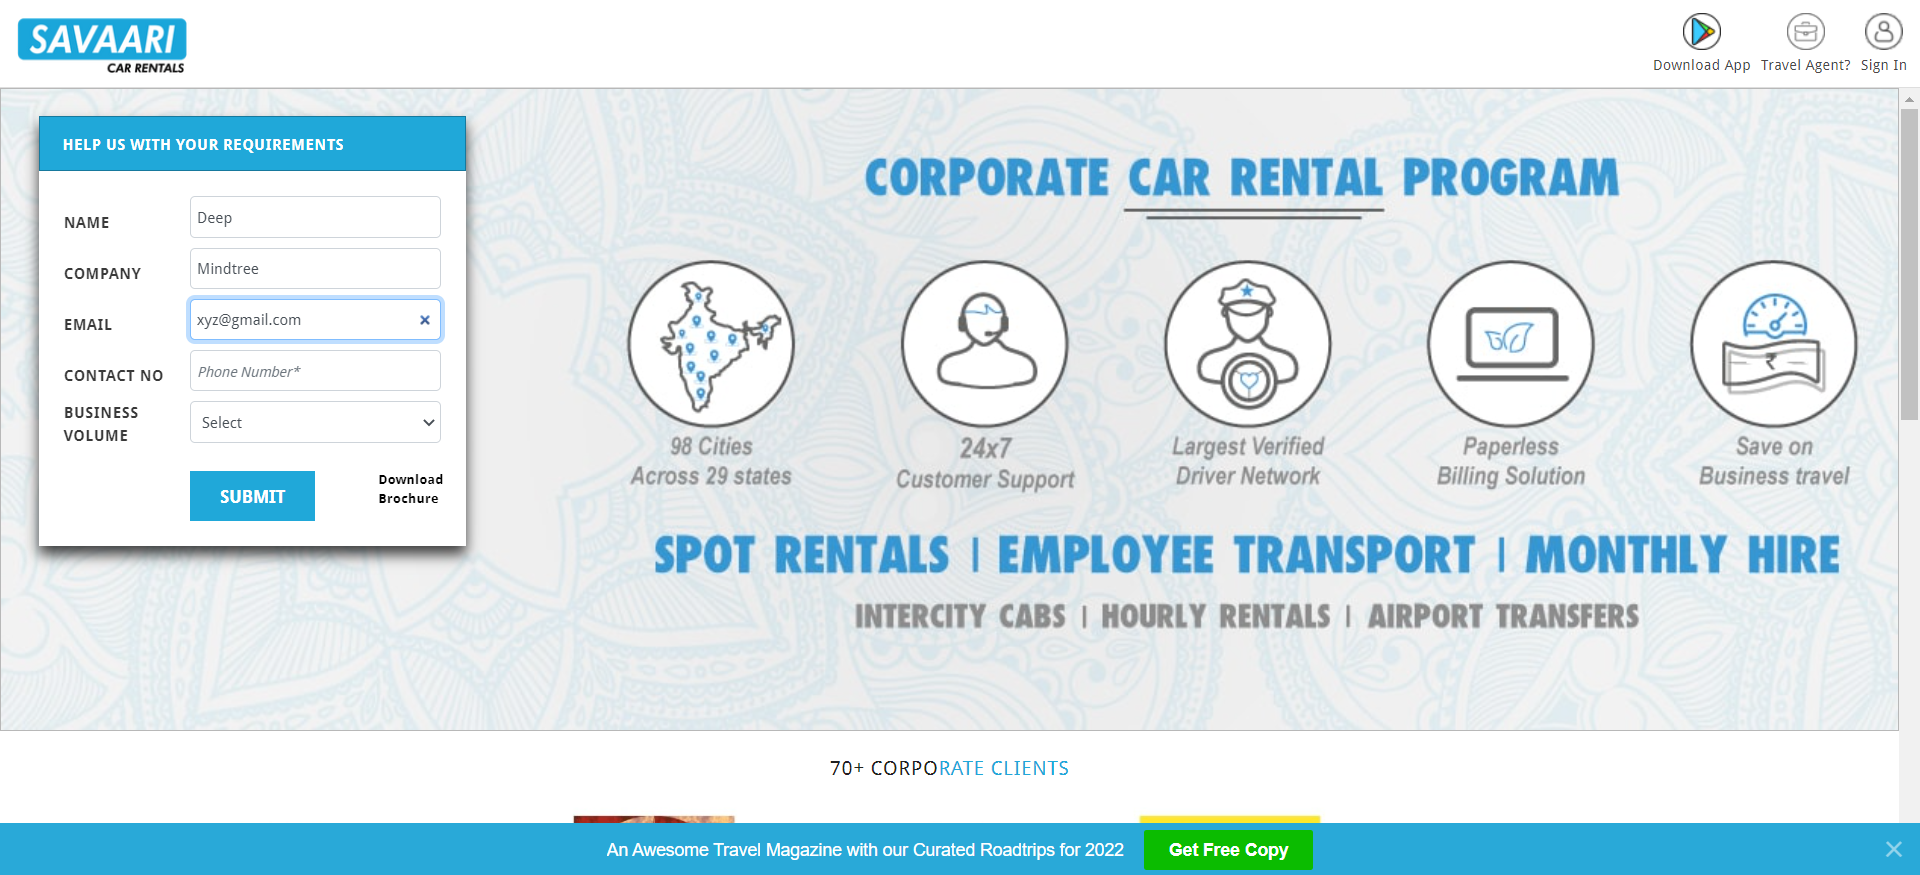 SAVAARI
CAR RENTALS
Download App
Travel Agent?
Sign In
HELP US WITH YOUR REQUIREMENTS
NAME
Deep
COMPANY
Mindtree
EMAIL
xyz@gmail.com
CONTACT NO
Phone Number*
BUSINESS
VOLUME
Select
SUBMIT
Download
Brochure
CORPORATE CAR RENTAL PROGRAM
98 Cities
Across 29 states
24x7
Customer Support
Largest Verified
Driver Network
Paperless
Billing Solution
₹
Save on
Business travel
SPOT RENTALS | EMPLOYEE TRANSPORT | MONTHLY HIRE
INTERCITY CABS | HOURLY RENTALS | AIRPORT TRANSFERS
70+ CORPORATE CLIENTS
An Awesome Travel Magazine with our Curated Roadtrips for 2022
Get Free Copy